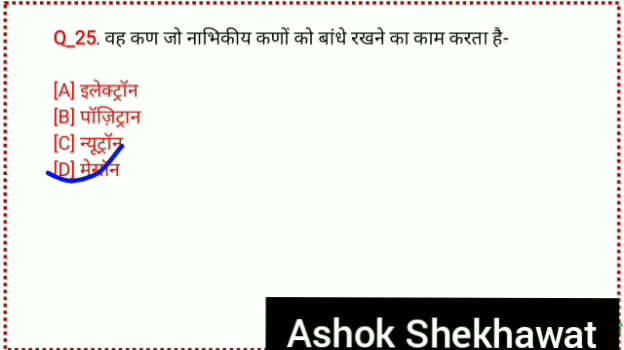 Q_25. वह कण जो नाभिकीय कणों को बांधे रखने का काम करता है-
[A] इलेक्ट्रॉन
[B] पॉज़िट्रान
[C] न्यूट्रॉन
[D] मेसॉन
Ashok Shekhawat